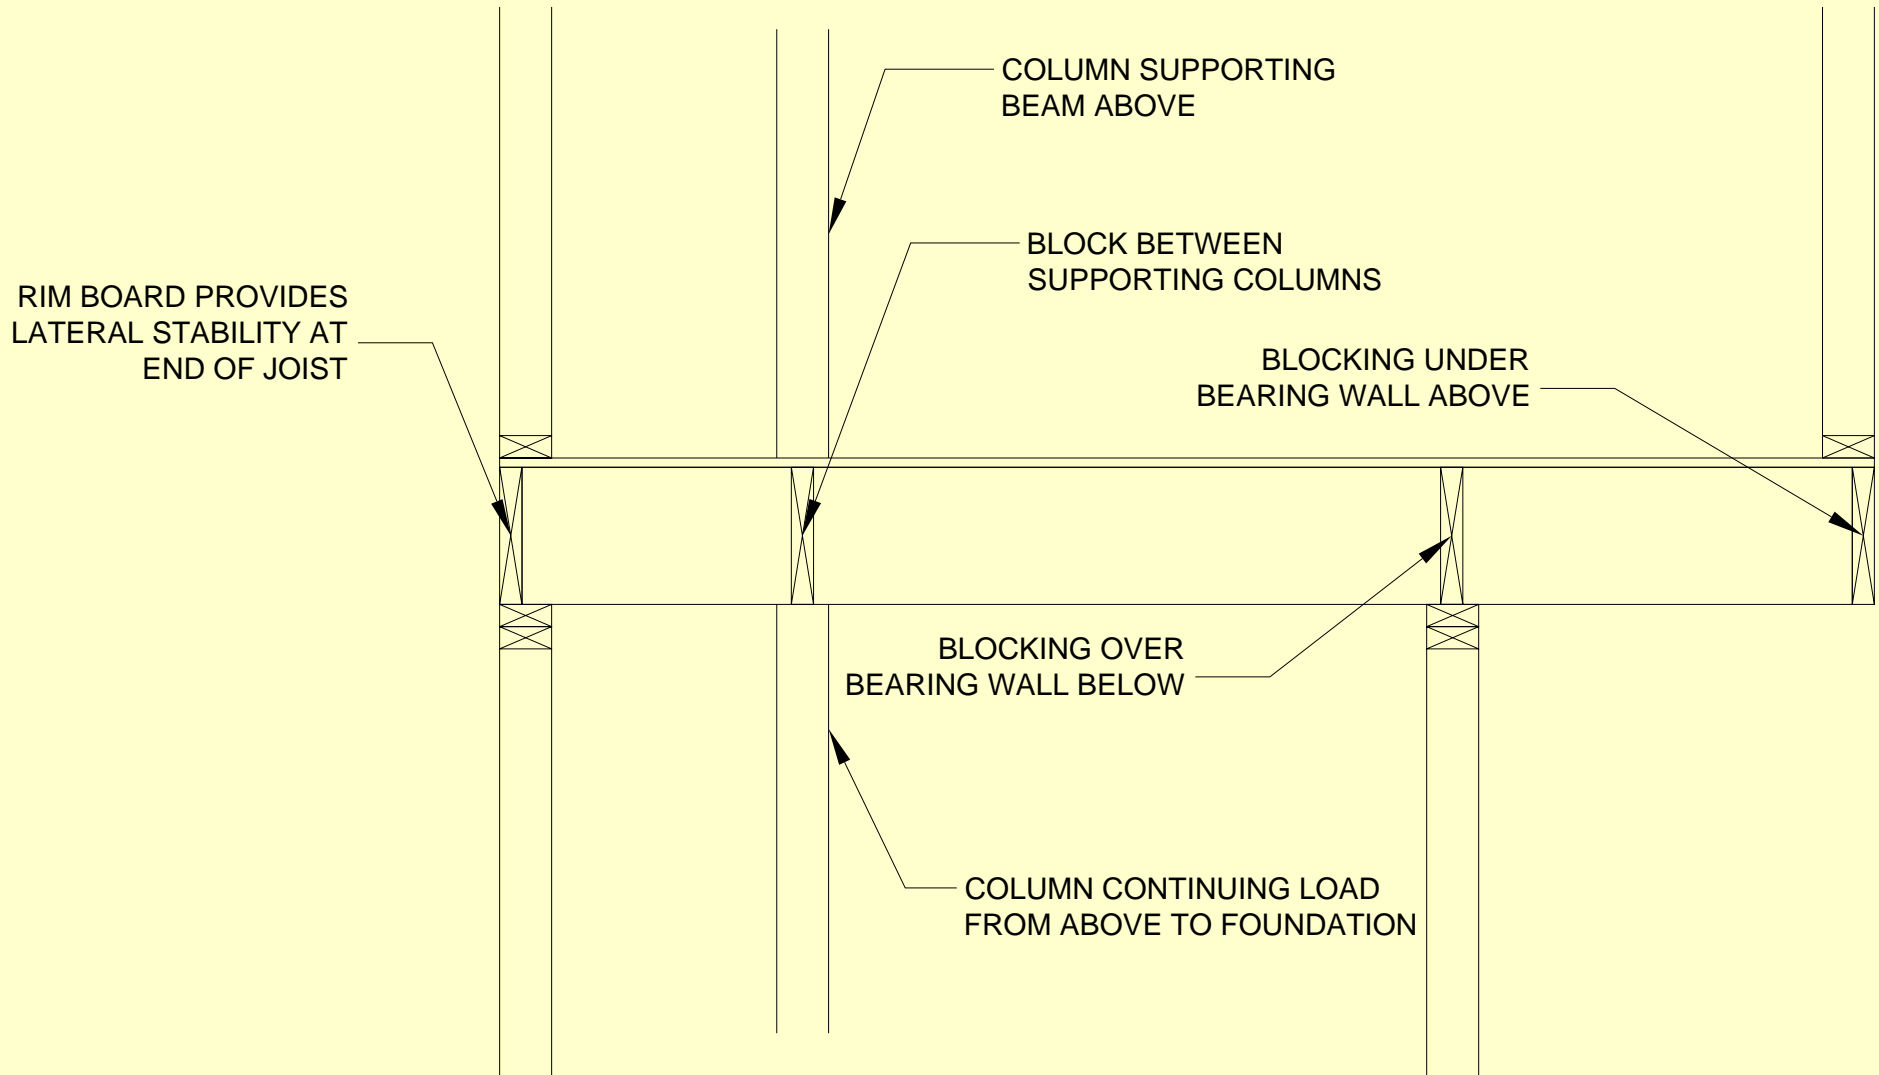 COLUMN SUPPORTING
BEAM ABOVE
BLOCK BETWEEN
SUPPORTING COLUMNS
RIM BOARD PROVIDES
LATERAL STABILITY AT
END OF JOIST
BLOCKING UNDER
BEARING WALL ABOVE
BLOCKING OVER
BEARING WALL BELOW
COLUMN CONTINUING LOAD
FROM ABOVE TO FOUNDATION